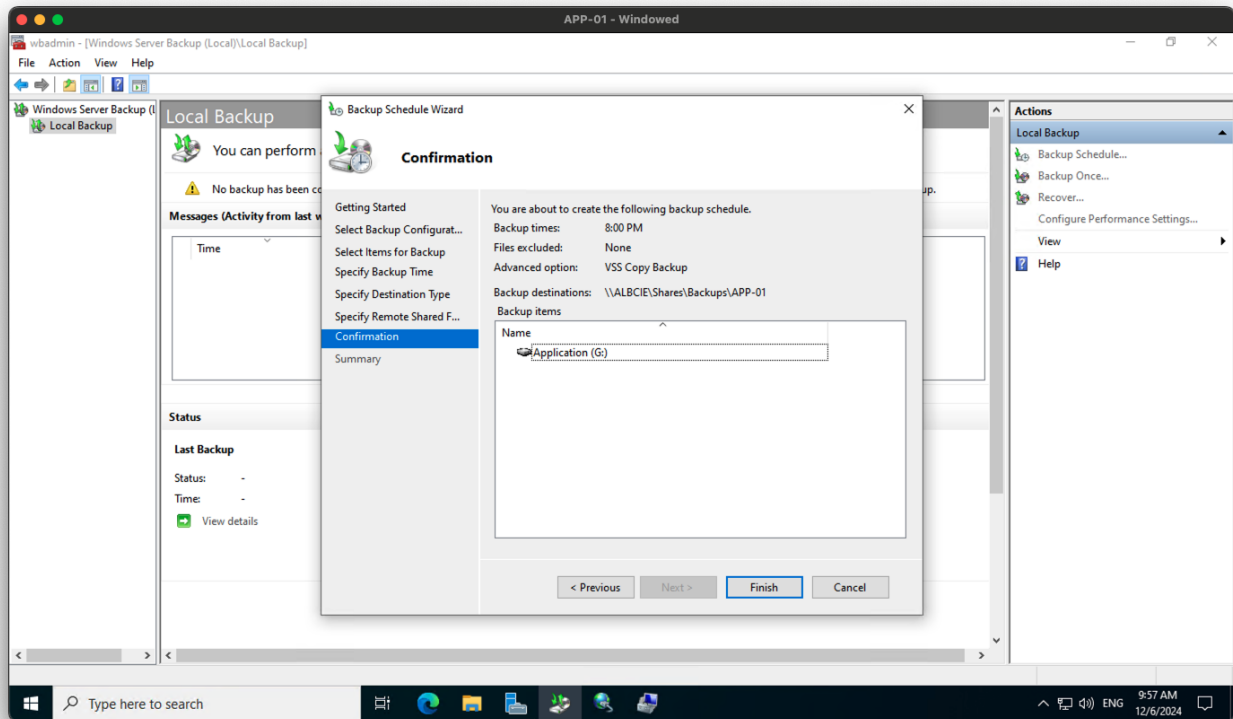 APP-01 - Windowed
wbadmin - [Windows Server Backup (Local)\Local Backup]
File Action View Help
Windows Server Backup (L
Local Backup
Local Backup
You can perform
No backup has been co
up.
Messages (Activity from last w
Time
Status
Last Backup
Status: -
Time: -
View details
Backup Schedule Wizard
Confirmation
Getting Started
Select Backup Configurat...
Select Items for Backup
Specify Backup Time
Specify Destination Type
Specify Remote Shared F...
Confirmation
Summary
You are about to create the following backup schedule.
Backup times: 8:00 PM
Files excluded: None
Advanced option: VSS Copy Backup
Backup destinations: \\ALBCIE\Shares\Backups\APP-01
Backup items
Name
Application (G:)
< Previous Next > Finish Cancel
Actions
Local Backup
Backup Schedule...
Backup Once...
Recover...
Configure Performance Settings...
View
Help
Type here to search
ENG
9:57 AM
12/6/2024